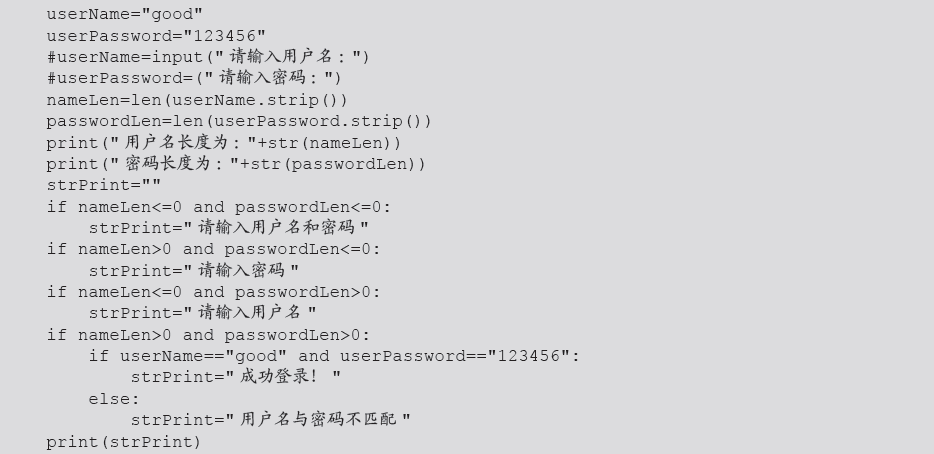 userName="good"
userPassword="123456"
#userName=input("请输入用户名:")
#userPassword=("请输入密码:")
nameLen=len(userName.strip())
passwordLen=len(userPassword.strip())
print("用户名长度为:"+str(nameLen))
print("密码长度为:"+str(passwordLen))
strPrint=""
if nameLen<=0 and passwordLen<=0:
    strPrint="请输入用户名和密码"
if nameLen>0 and passwordLen<=0:
    strPrint="请输入密码"
if nameLen<=0 and passwordLen>0:
    strPrint="请输入用户名"
if nameLen>0 and passwordLen>0:
    if userName=="good" and userPassword=="123456":
        strPrint="成功登录! "
    else:
        strPrint="用户名与密码不匹配"
print(strPrint)